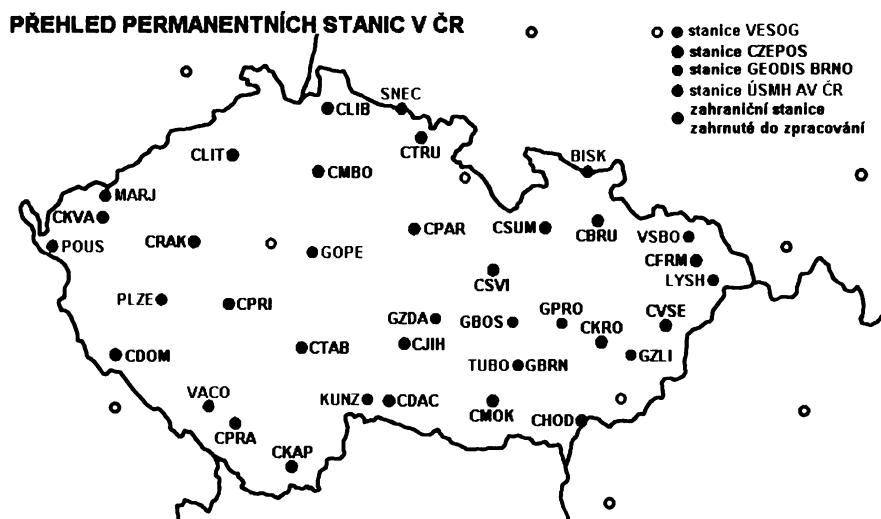 PŘEHLED PERMANENTNÍCH STANIC V ČR
stanice VESOG
stanice CZEPOS
stanice GEODIS BRNO
stanice ÚSMH AV ČR
zahraniční stanice
zahrnuté do zpracování
SNEC
CLIB
CTRU
CLIT
BISK
CMBO
MARJ
CKVA
POUS
CRAK
GOPE
CPAR
CSUM
CBRU
VSBO
CFRM
LYSH
CSVI
PLZE
CPRI
GZDA
GBOS
GPRO
CVSE
CKRO
CDOM
CTAB
CJIH
GZLI
TUBO
GBRN
VACO
KUNZ
CDAC
CMOK
CHOD
CPRA
CKAP